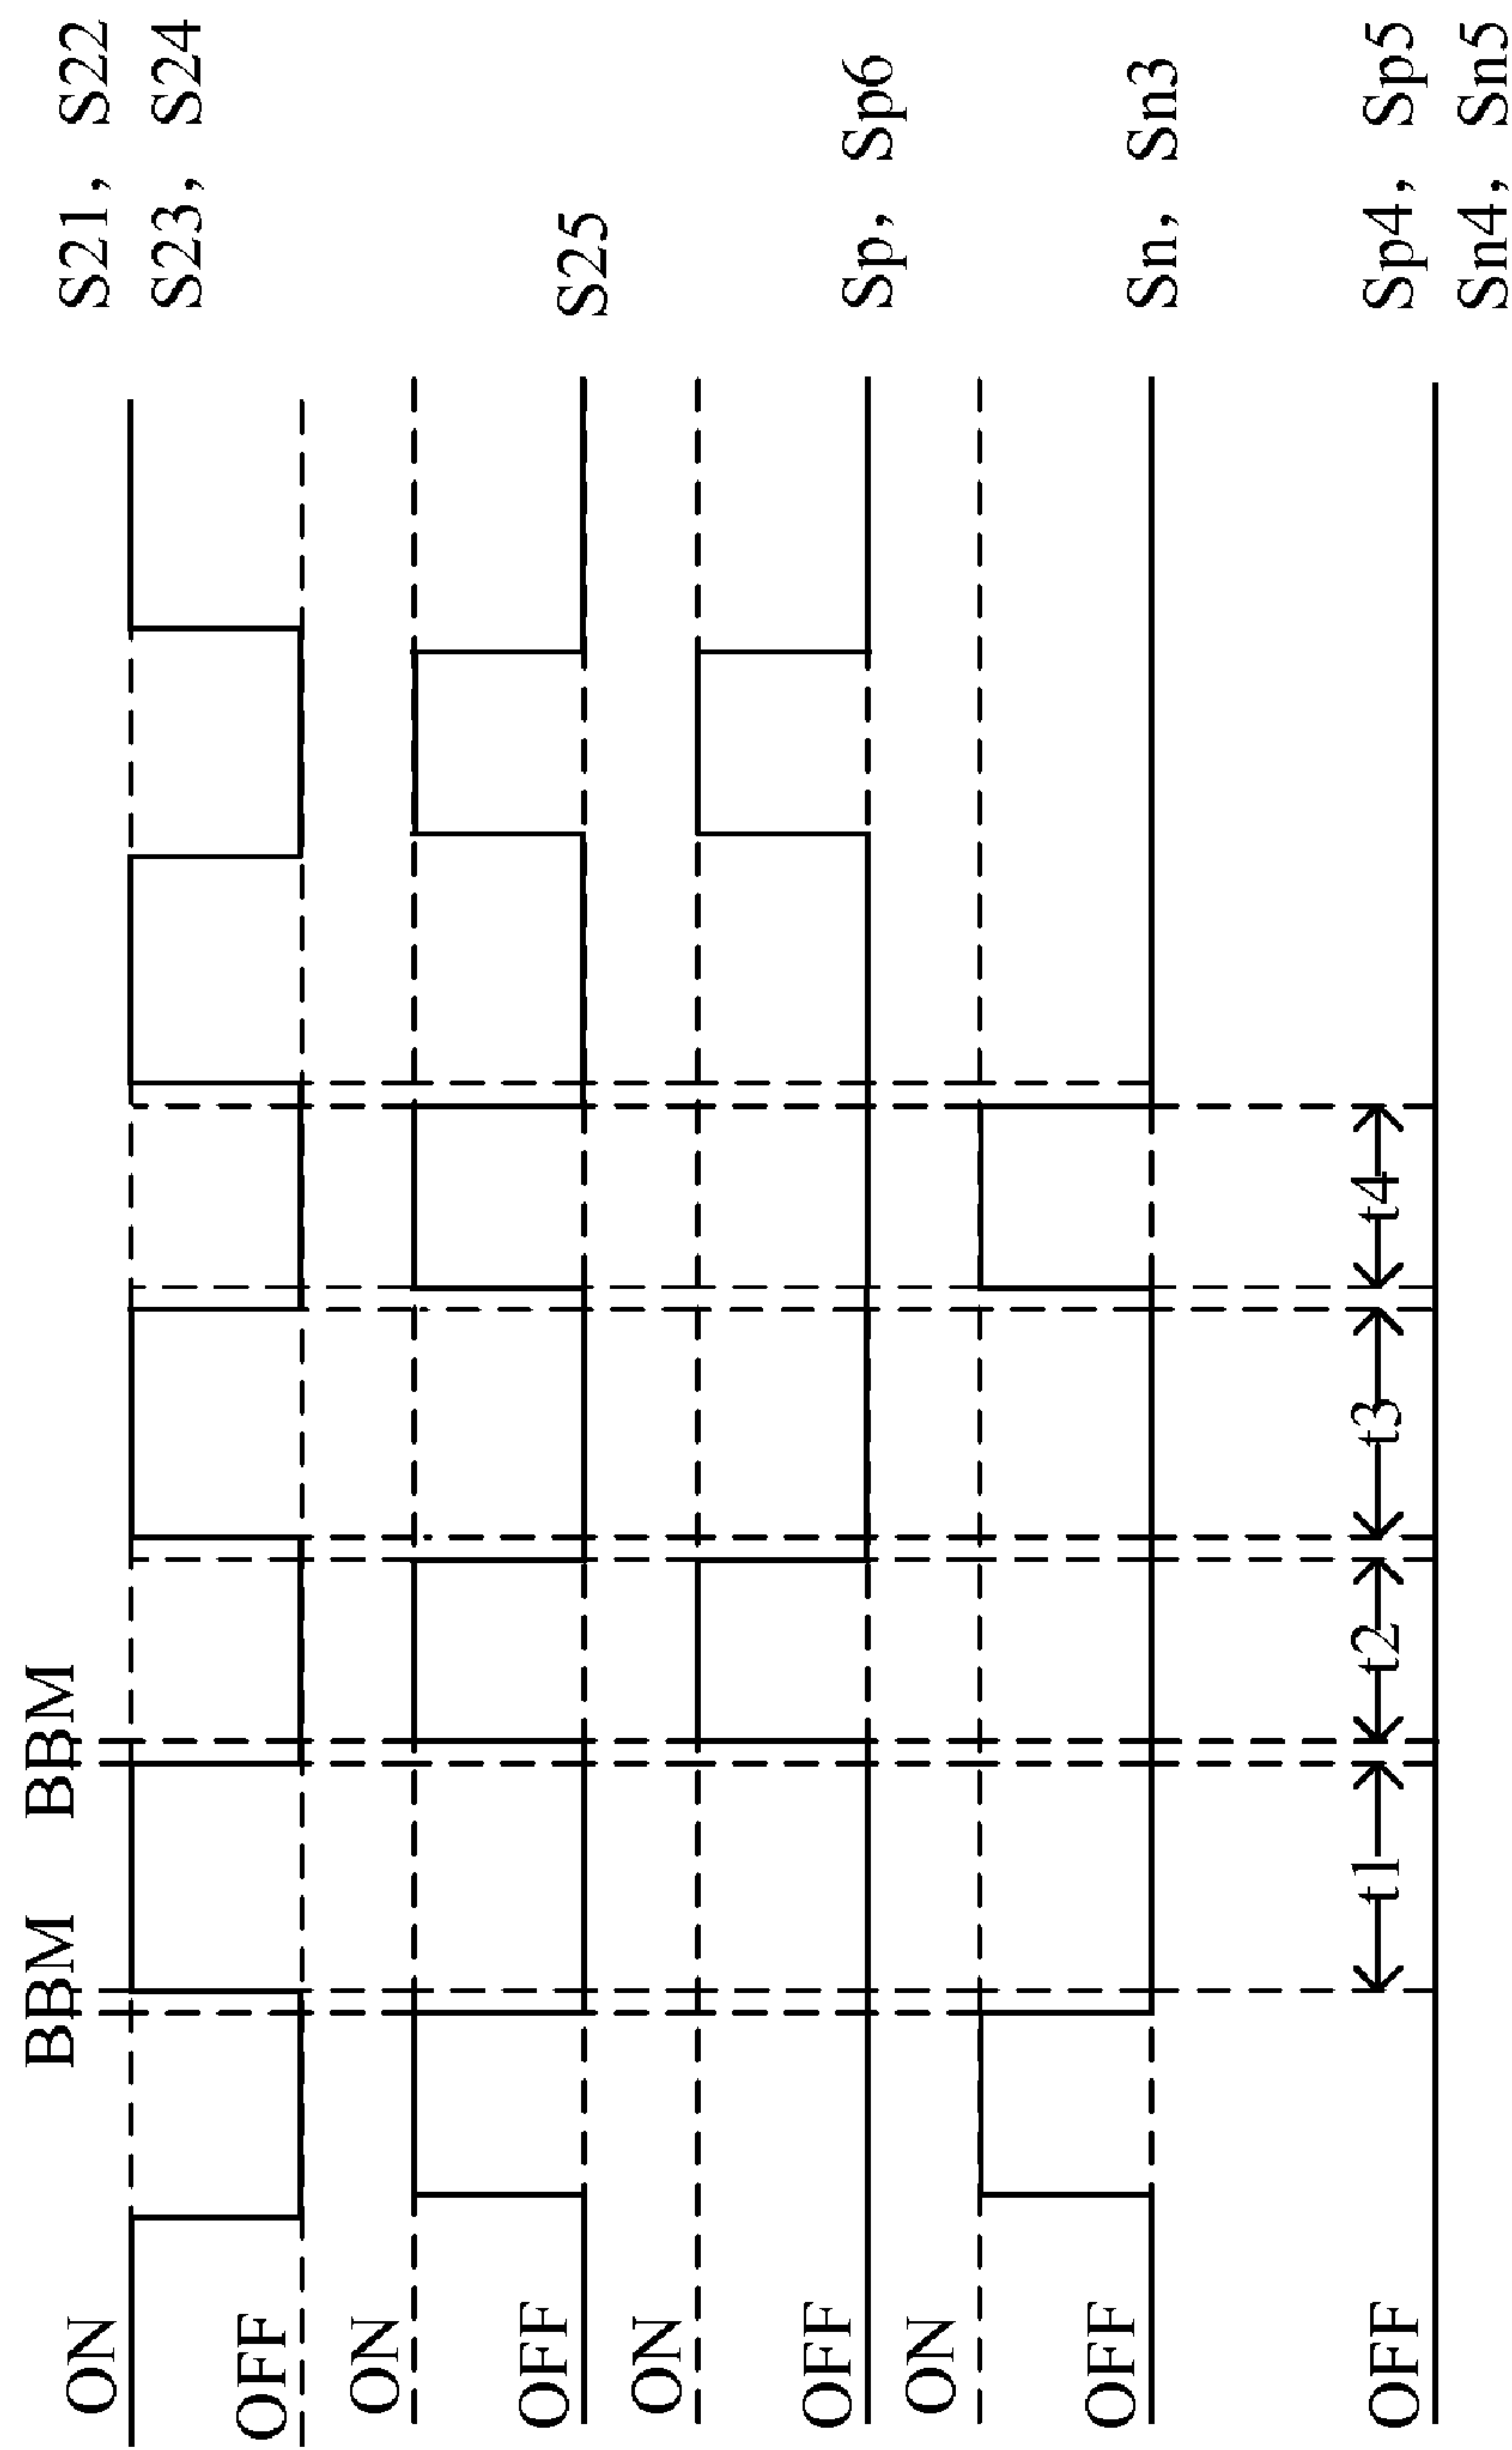 BBM BBM
ON
S21, S22
OFF
S23, S24
ON
OFF
S25
ON
OFF
Sp, Sp6
ON
OFF
Sn, Sn3
t1 t2 t3 t4
OFF
Sp4, Sp5
Sn4, Sn5